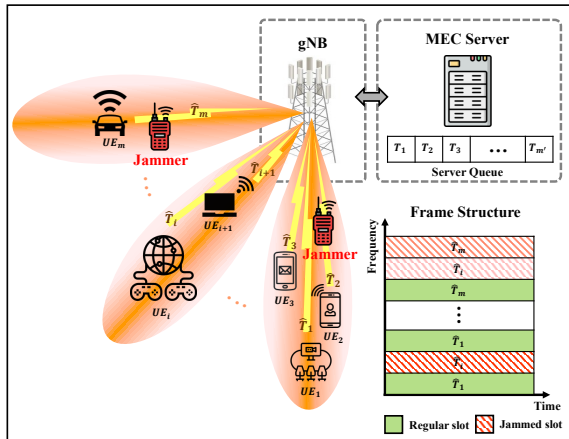 gNB
MEC Server
T₁ T₂ T₃ ••• Tₘ′
Server Queue
T̂ₘ
UEₘ
Jammer
T̂ᵢ₊₁
T̂ᵢ
UEᵢ₊₁
UEᵢ
T̂₃
Jammer
UE₃
T̂₂
UE₂
T̂₁
UE₁
Frame Structure
Frequency
T̂ₘ
T̂ᵢ
T̂ₘ
T̂₁
T̂ᵢ
T̂₁
Time
Regular slot
Jammed slot